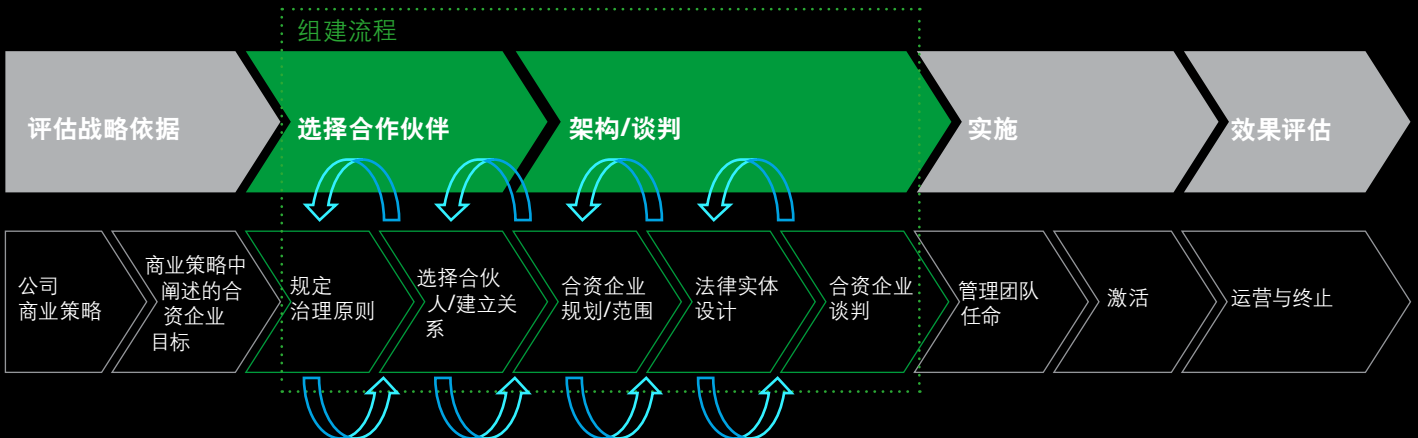 组建流程
评估战略依据
选择合作伙伴
架构/谈判
实施
效果评估
公司
商业策略
商业策略中
阐述的合
资企业
目标
规定
治理原则
选择合伙
人/建立关
系
合资企业
规划/范围
法律实体
设计
合资企业
谈判
管理团队
任命
激活
运营与终止